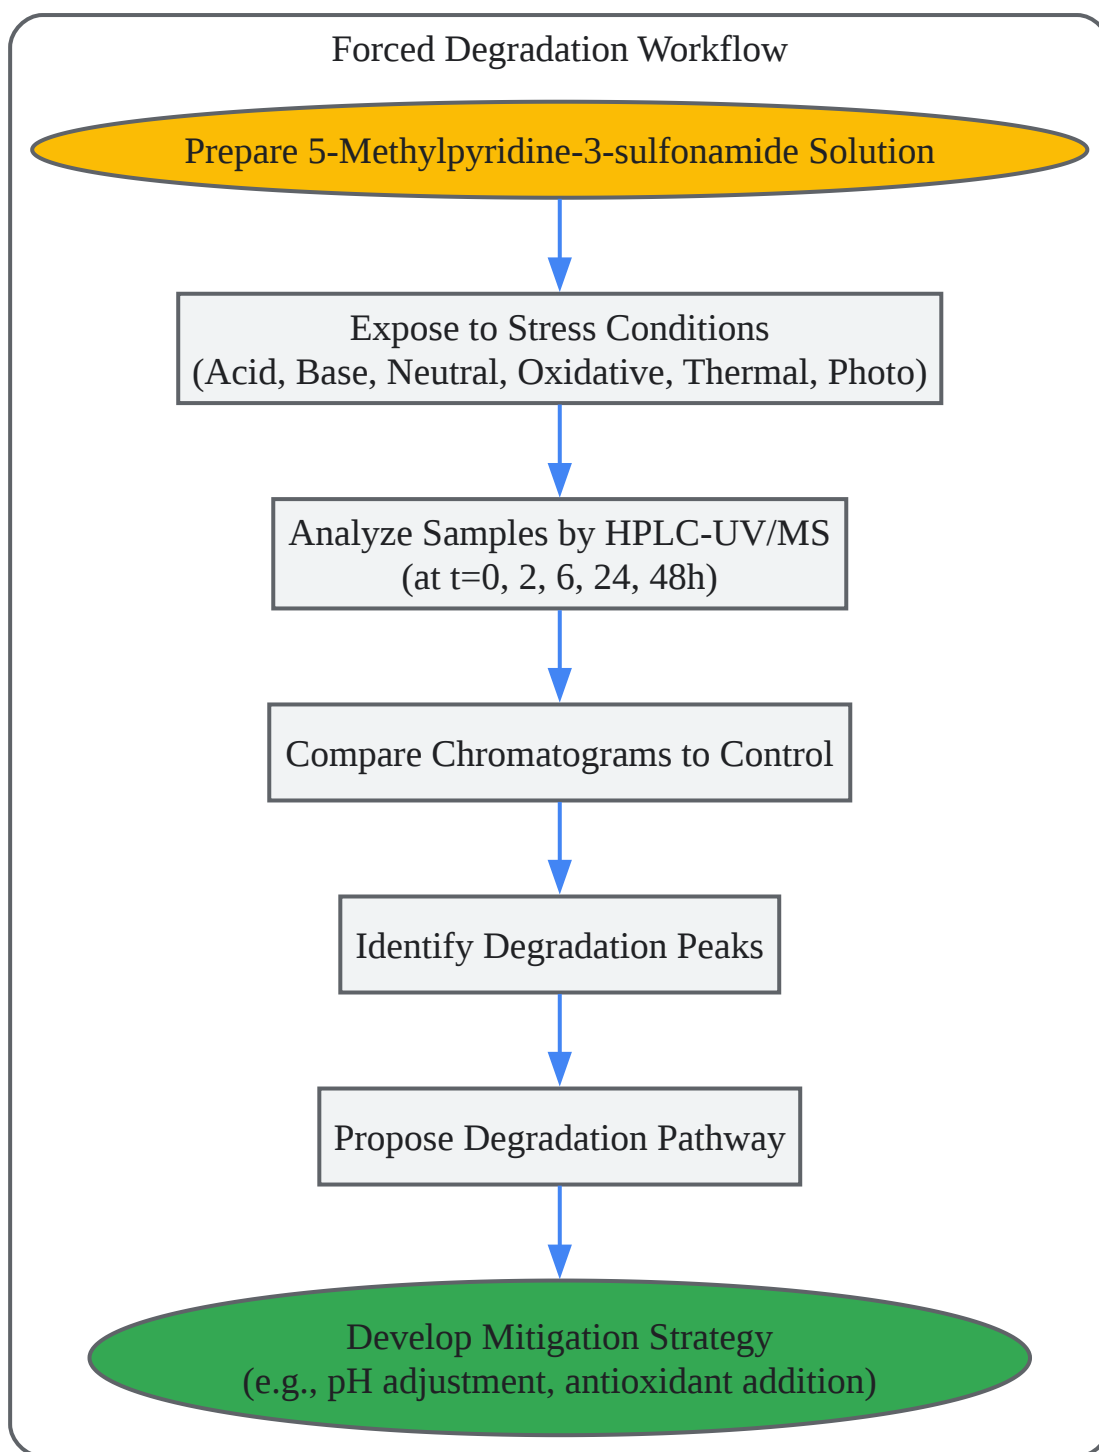 Forced Degradation Workflow
Prepare 5-Methylpyridine-3-sulfonamide Solution
Expose to Stress Conditions
(Acid, Base, Neutral, Oxidative, Thermal, Photo)
Analyze Samples by HPLC-UV/MS
(at t=0, 2, 6, 24, 48h)
Compare Chromatograms to Control
Identify Degradation Peaks
Propose Degradation Pathway
Develop Mitigation Strategy
(e.g., pH adjustment, antioxidant addition)